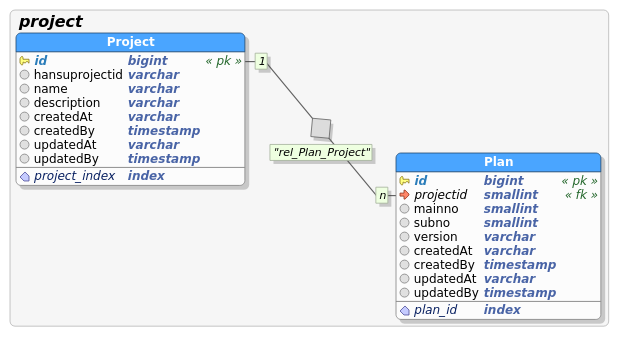 project
Project
id bigint « pk »
hansuprojectid varchar
name varchar
description varchar
createdAt varchar
createdBy timestamp
updatedAt varchar
updatedBy timestamp
project_index index
1
"rel_Plan_Project"
n
Plan
id bigint « pk »
projectid smallint « fk »
mainno smallint
subno smallint
version varchar
createdAt varchar
createdBy timestamp
updatedAt varchar
updatedBy timestamp
plan_id index